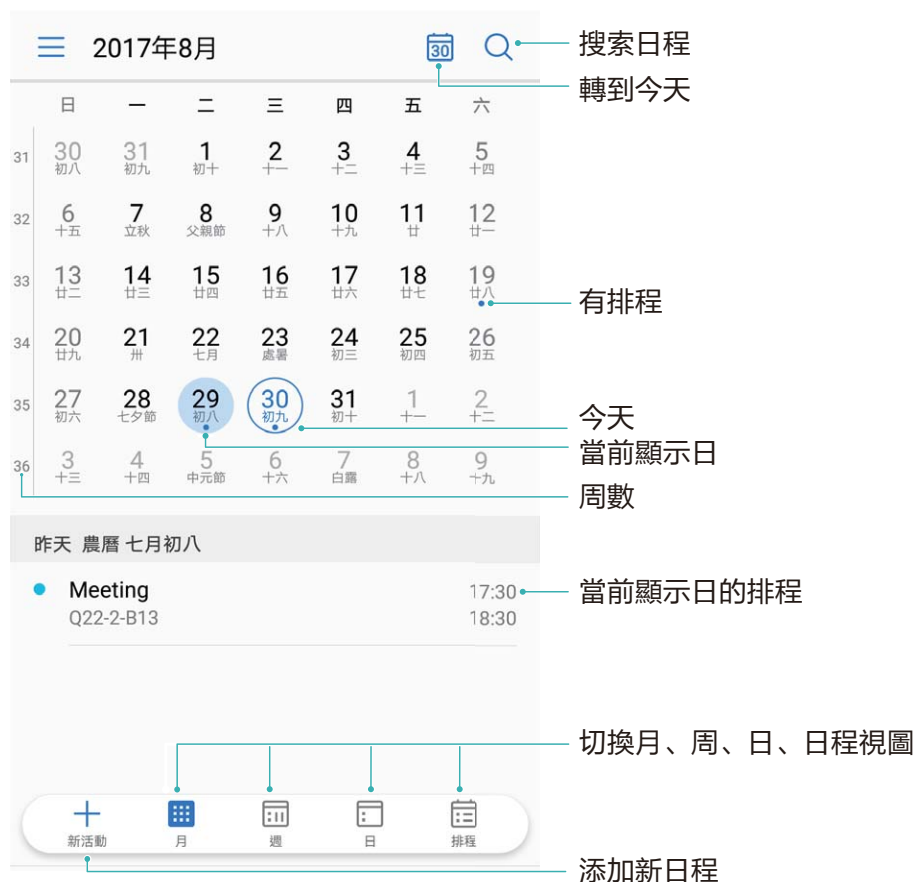 2017年8月 30
搜索日程
轉到今天
日 一 二 三 四 五 六
31 30 31 1 2 3 4 5
初八 初九 初十 十一 十二 十三 十四
32 6 7 8 9 10 11 12
十五 立秋 父親節 十八 十九 廿 廿一
33 13 14 15 16 17 18 19
廿二 廿三 廿四 廿五 廿六 廿七 廿八
有排程
34 20 21 22 23 24 25 26
廿九 卅 七月 處暑 初三 初四 初五
35 27 28 29 30 31 1 2
初六 七夕節 初八 初九 初十 十一 十二
今天
當前顯示日
36 3 4 5 6 7 8 9
十三 十四 中元節 十六 白露 十八 十九
周數
昨天 農曆 七月初八
Meeting 17:30
Q22-2-B13 18:30
當前顯示日的排程
切換月、周、日、日程視圖
新活動 月 週 日 排程
添加新日程